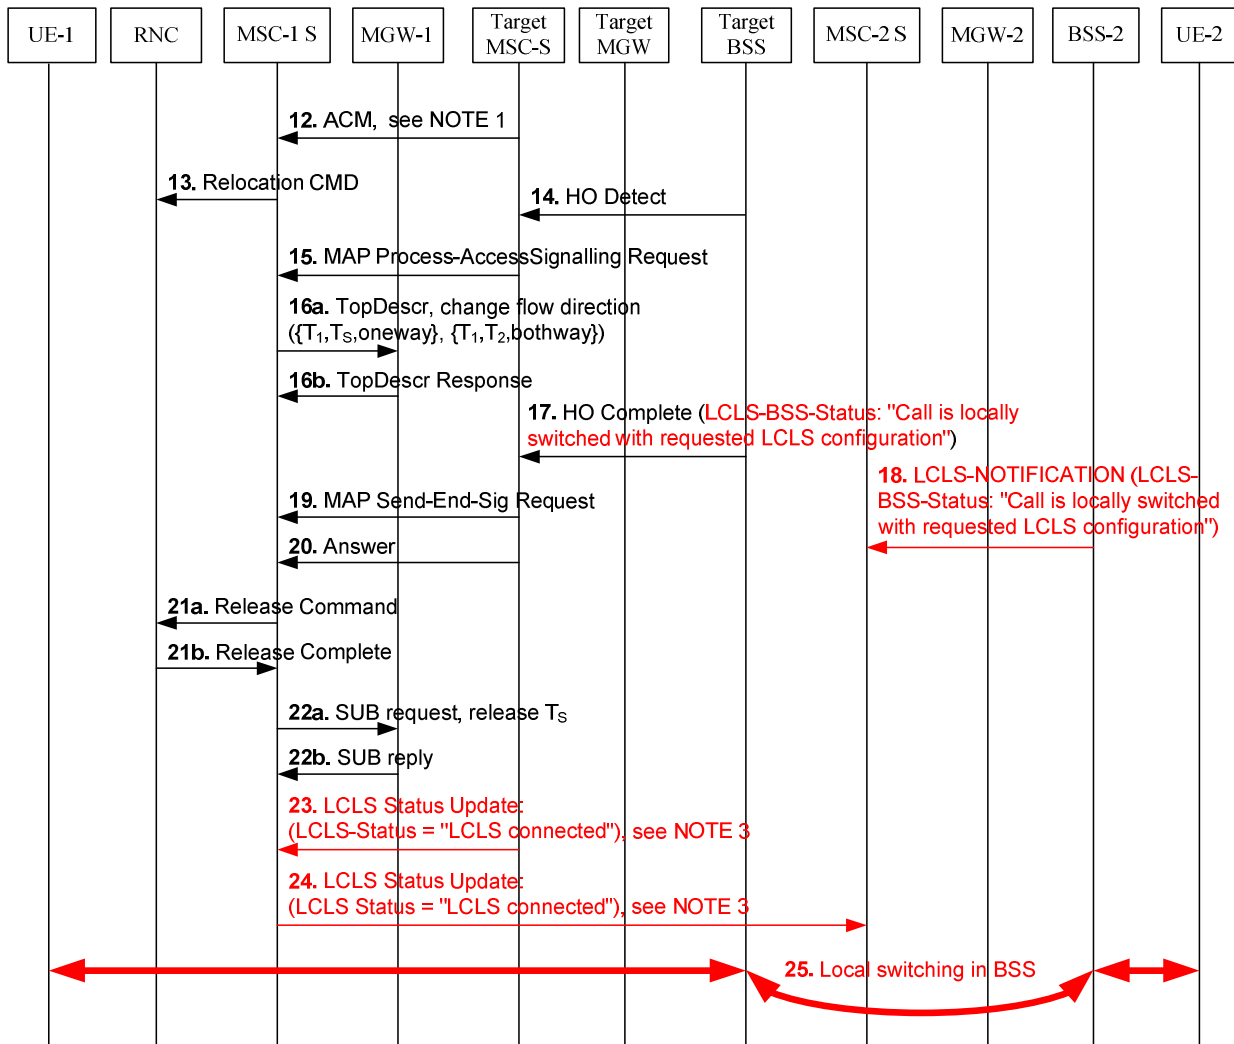 UE-1
RNC
MSC-1 S
MGW-1
Target
MSC-S
Target
MGW
Target
BSS
MSC-2 S
MGW-2
BSS-2
UE-2
12. ACM, see NOTE 1
13. Relocation CMD
14. HO Detect
15. MAP Process-AccessSignalling Request
16a. TopDescr, change flow direction
({T1,TS,oneway}, {T1,T2,bothway})
16b. TopDescr Response
17. HO Complete (LCLS-BSS-Status: "Call is locally
switched with requested LCLS configuration")
18. LCLS-NOTIFICATION (LCLS-
BSS-Status: "Call is locally switched
with requested LCLS configuration")
19. MAP Send-End-Sig Request
20. Answer
21a. Release Command
21b. Release Complete
22a. SUB request, release TS
22b. SUB reply
23. LCLS Status Update:
(LCLS-Status = "LCLS connected"), see NOTE 3
24. LCLS Status Update:
(LCLS Status = "LCLS connected"), see NOTE 3
25. Local switching in BSS